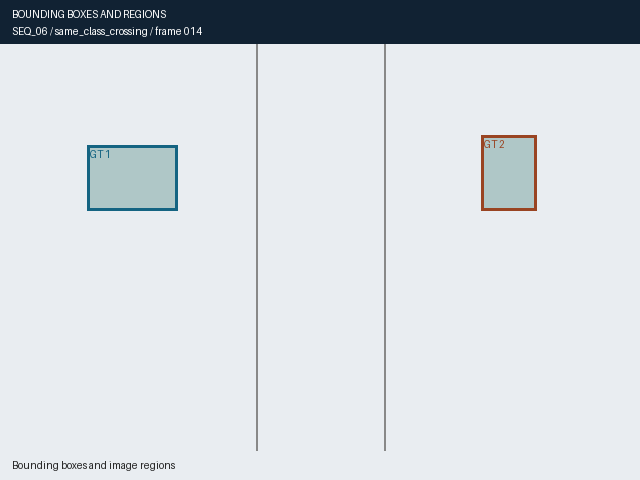 BOUNDING BOXES AND REGIONS
SEQ_06 / same_class_crossing / frame 014
GT1
GT2
Bounding boxes and image regions